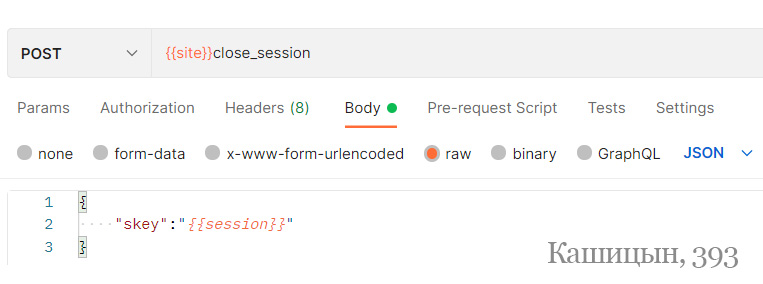 POST
{{site}}close_session
Params Authorization Headers (8) Body Pre-request Script Tests Settings
none form-data x-www-form-urlencoded raw binary GraphQL JSON
1 {
2 ····"skey":"{{session}}"
3 }
Кашицын, 393